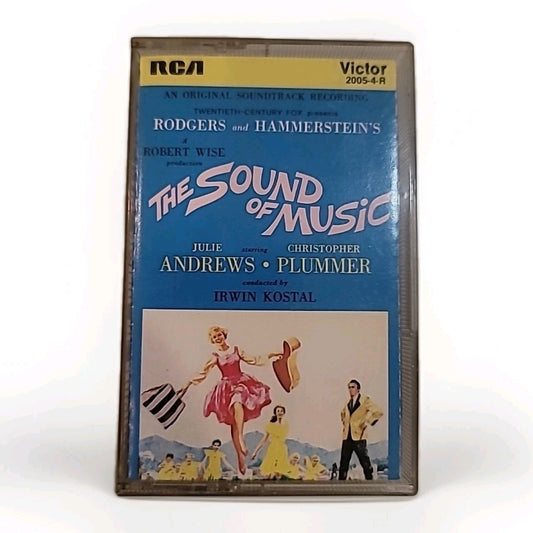 RCA Victor
2005-4-R
AN ORIGINAL SOUNDTRACK RECORDING
TWENTIETH-CENTURY FOX presents
RODGERS and HAMMERSTEIN'S
a
ROBERT WISE
production
THE SOUND
OF MUSIC
JULIE starring CHRISTOPHER
ANDREWS • PLUMMER
conducted by
IRWIN KOSTAL